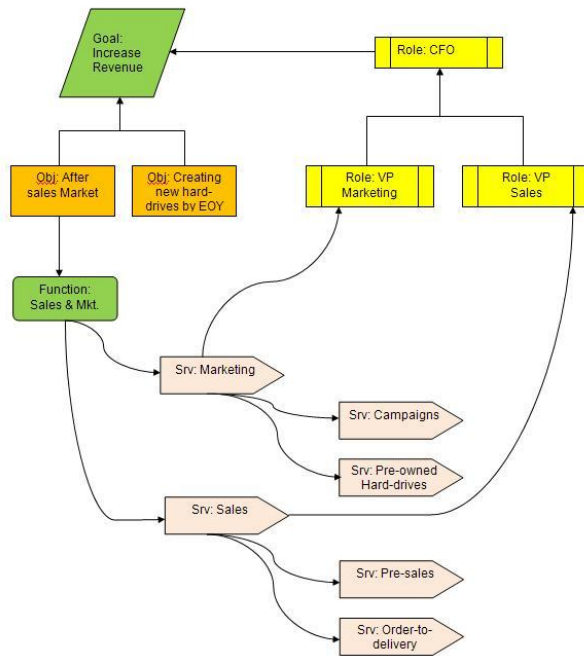 Goal:
Increase
Revenue
Role: CFO
Obj: After
sales Market
Obj: Creating
new hard-
drives by EOY
Role: VP
Marketing
Role: VP
Sales
Function:
Sales & Mkt.
Srv: Marketing
Srv: Campaigns
Srv: Pre-owned
Hard-drives
Srv: Sales
Srv: Pre-sales
Srv: Order-to-
delivery